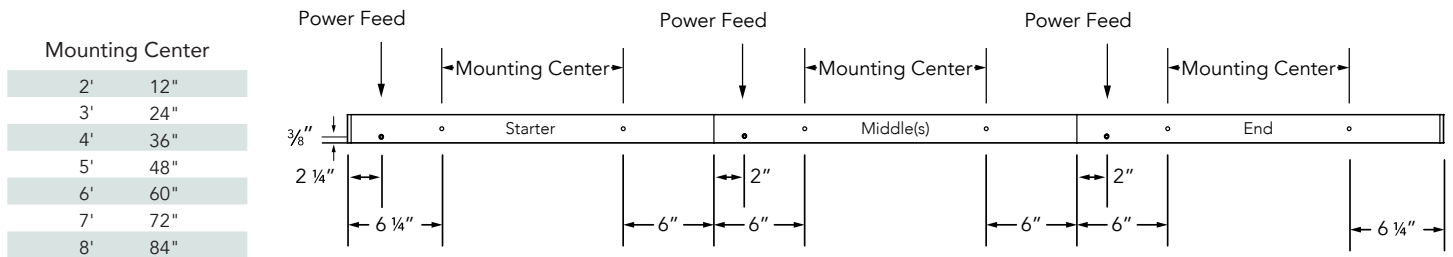 Mounting Center
2' 12"
3' 24"
4' 36"
5' 48"
6' 60"
7' 72"
8' 84"
Power Feed Power Feed Power Feed
Mounting Center Mounting Center Mounting Center
Starter Middle(s) End
⅜″
2 ¼″ 2″ 2″
6 ¼″ 6″ 6″ 6″ 6″ 6 ¼″